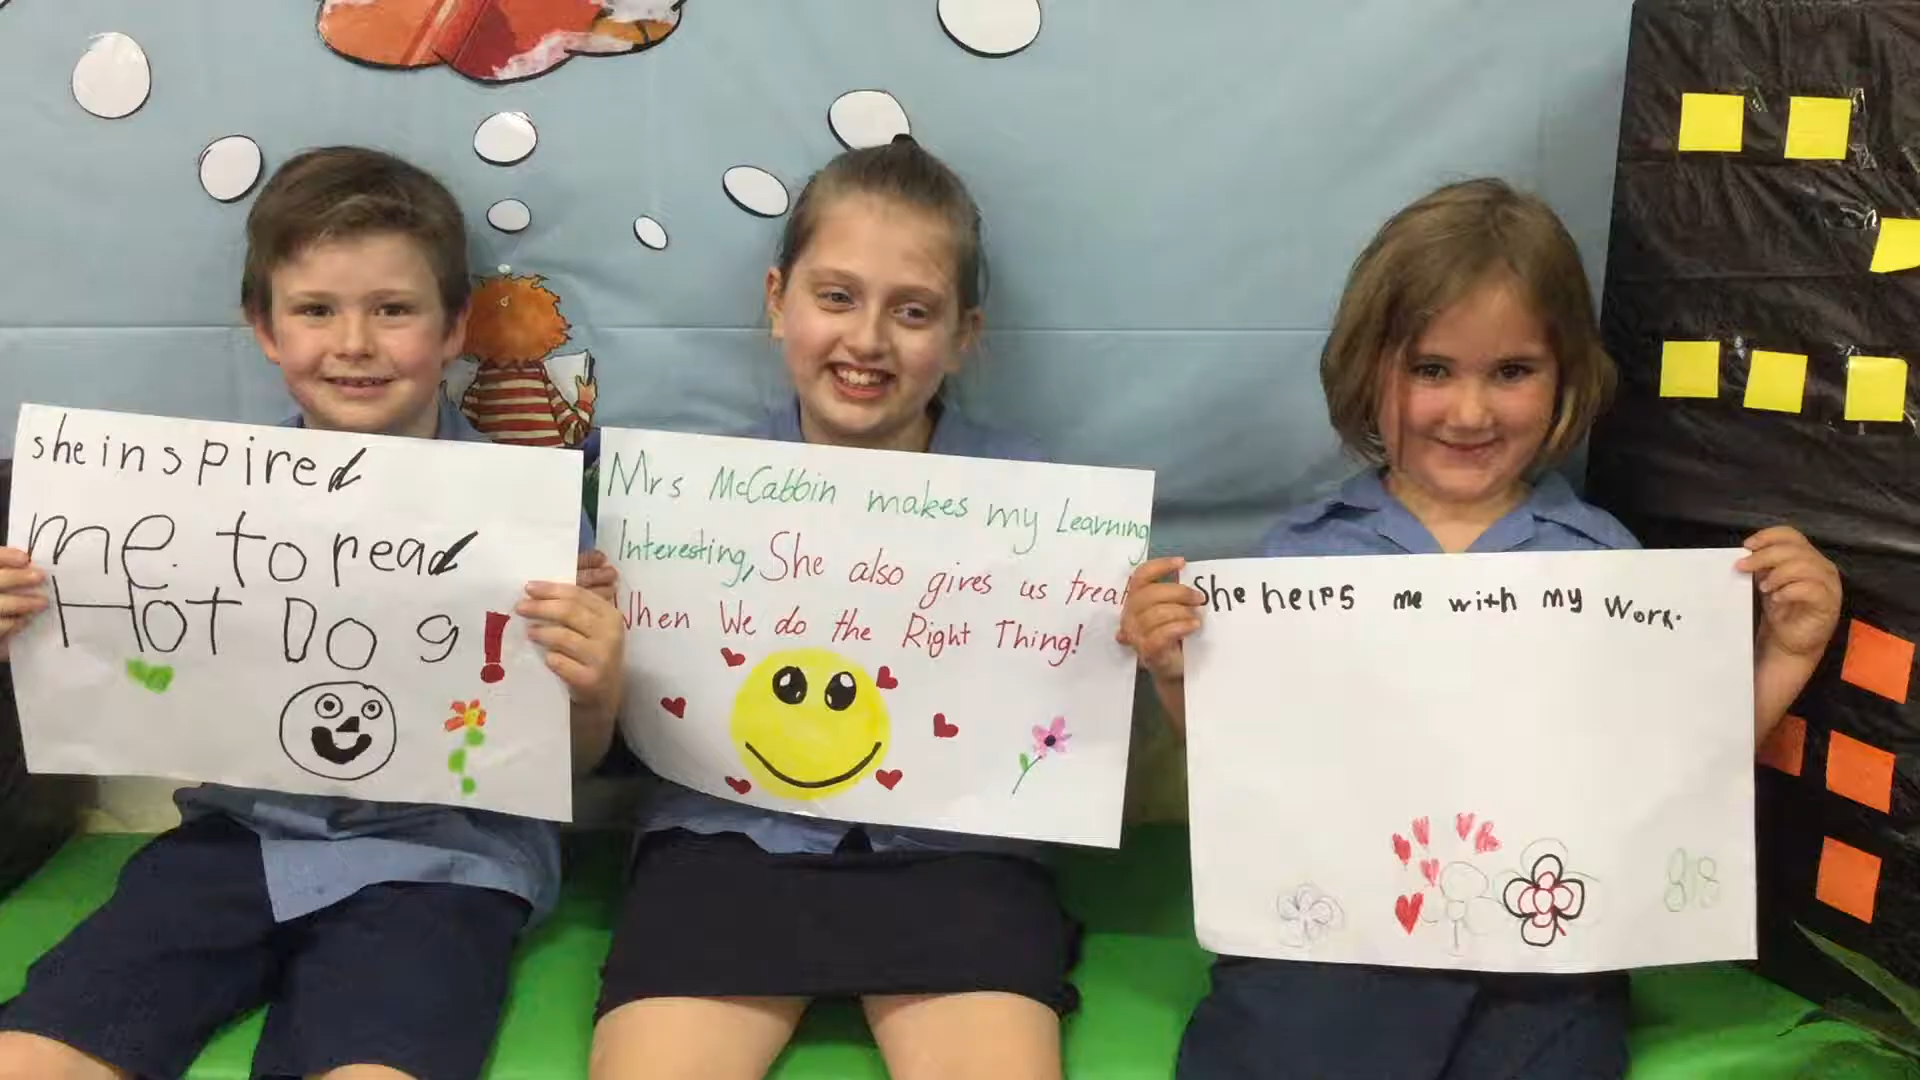 she inspired
me to read
HOT DOg!
Mrs McCabbin makes my Learning
Interesting, She also gives us treat
When We do the Right Thing!
She helps me with my work.